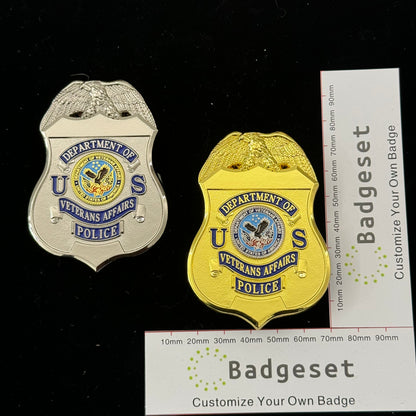 DEPARTMENT OF
U S
VETERANS AFFAIRS
POLICE
DEPARTMENT OF
U S
VETERANS AFFAIRS
POLICE
10mm 20mm 30mm 40mm 50mm 60mm 70mm 80mm 90mm
Badgeset
Customize Your Own Badge
10mm 20mm 30mm 40mm 50mm 60mm 70mm 80mm 90mm
Badgeset
Customize Your Own Badge